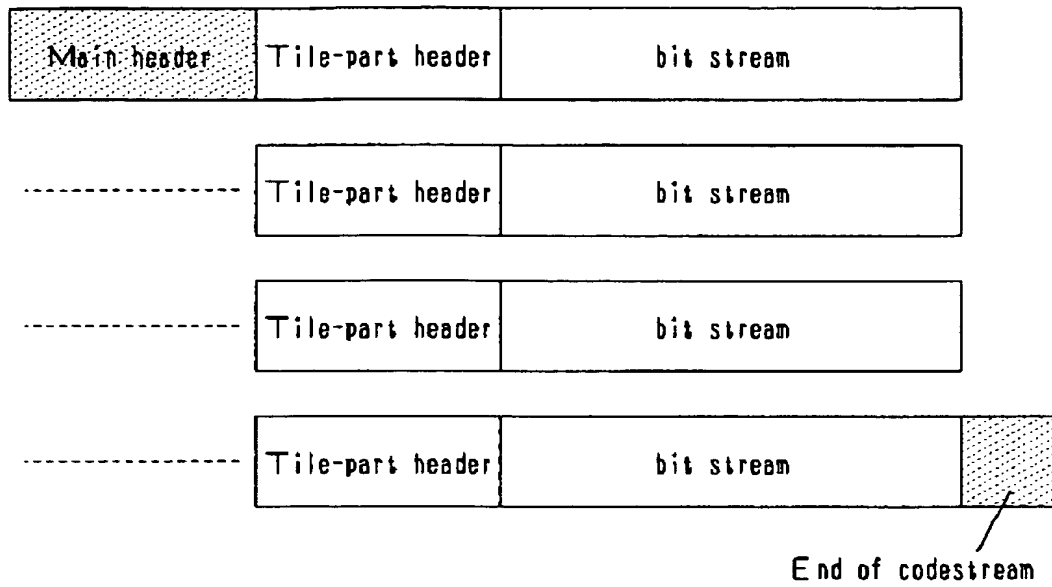 Main header Tile-part header bit stream
Tile-part header bit stream
Tile-part header bit stream
Tile-part header bit stream
End of codestream